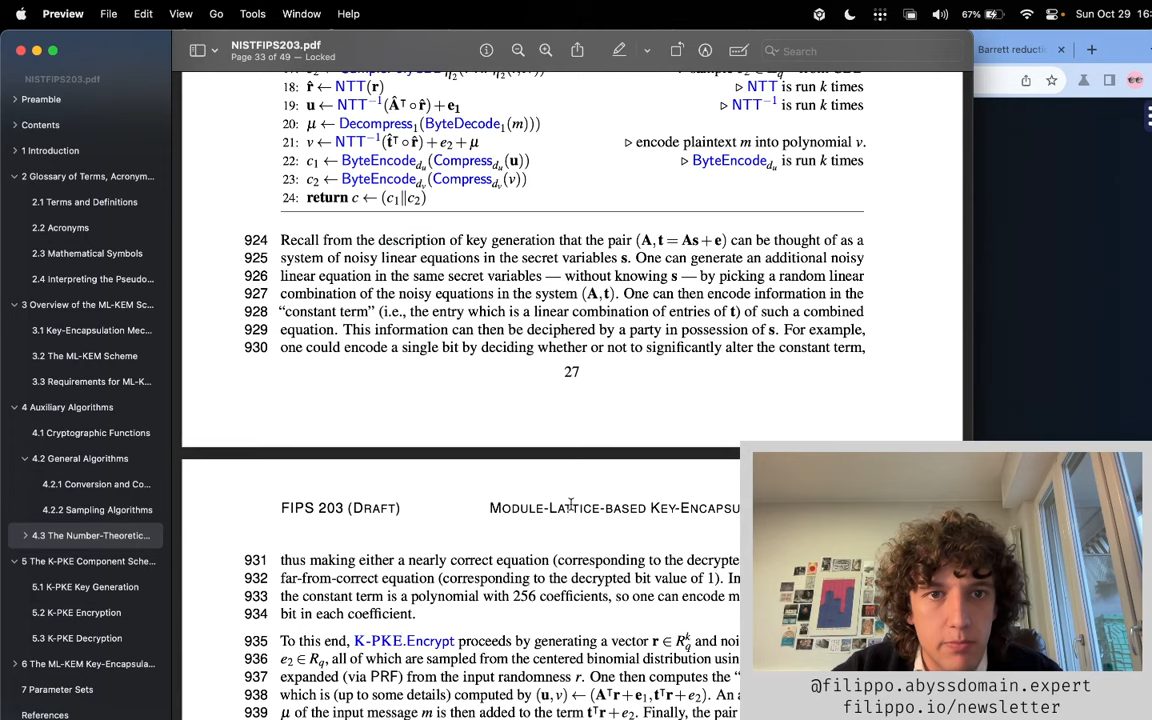 Preview File Edit View Go Tools Window Help 67% Sun Oct 29 16:
NISTFIPS203.pdf
Page 33 of 49 — Locked
Search
Barrett reducti
NISTFIPS203.pdf
Preamble
Contents
1 Introduction
2 Glossary of Terms, Acronym...
2.1 Terms and Definitions
2.2 Acronyms
2.3 Mathematical Symbols
2.4 Interpreting the Pseudo...
3 Overview of the ML-KEM Sc...
3.1 Key-Encapsulation Mec...
3.2 The ML-KEM Scheme
3.3 Requirements for ML-K...
4 Auxiliary Algorithms
4.1 Cryptographic Functions
4.2 General Algorithms
4.2.1 Conversion and Co...
4.2.2 Sampling Algorithms
4.3 The Number-Theoretic...
5 The K-PKE Component Sche...
5.1 K-PKE Key Generation
5.2 K-PKE Encryption
5.3 K-PKE Decryption
6 The ML-KEM Key-Encapsula...
7 Parameter Sets
References
18: r̂ ← NTT(r) ▷ NTT is run k times
19: u ← NTT⁻¹(Âᵀ ∘ r̂) + e₁ ▷ NTT⁻¹ is run k times
20: μ ← Decompress₁(ByteDecode₁(m)))
21: v ← NTT⁻¹(t̂ᵀ ∘ r̂) + e₂ + μ ▷ encode plaintext m into polynomial v.
22: c₁ ← ByteEncode_dᵤ(Compress_dᵤ(u)) ▷ ByteEncode_dᵤ is run k times
23: c₂ ← ByteEncode_dᵥ(Compress_dᵥ(v))
24: return c ← (c₁∥c₂)
924 Recall from the description of key generation that the pair (A, t = As + e) can be thought of as a
925 system of noisy linear equations in the secret variables s. One can generate an additional noisy
926 linear equation in the same secret variables — without knowing s — by picking a random linear
927 combination of the noisy equations in the system (A, t). One can then encode information in the
928 “constant term” (i.e., the entry which is a linear combination of entries of t) of such a combined
929 equation. This information can then be deciphered by a party in possession of s. For example,
930 one could encode a single bit by deciding whether or not to significantly alter the constant term,
27
FIPS 203 (DRAFT) MODULE-LATTICE-BASED KEY-ENCAPSU
931 thus making either a nearly correct equation (corresponding to the decrypte
932 far-from-correct equation (corresponding to the decrypted bit value of 1). In
933 the constant term is a polynomial with 256 coefficients, so one can encode m
934 bit in each coefficient.
935 To this end, K-PKE.Encrypt proceeds by generating a vector r ∈ R_q^k and noi
936 e₂ ∈ R_q, all of which are sampled from the centered binomial distribution usin
937 expanded (via PRF) from the input randomness r. One then computes the “
938 which is (up to some details) computed by (u, v) ← (Aᵀr + e₁, tᵀr + e₂). An a
939 μ of the input message m is then added to the term tᵀr + e₂. Finally, the pair
@filippo.abyssdomain.expert
filippo.io/newsletter